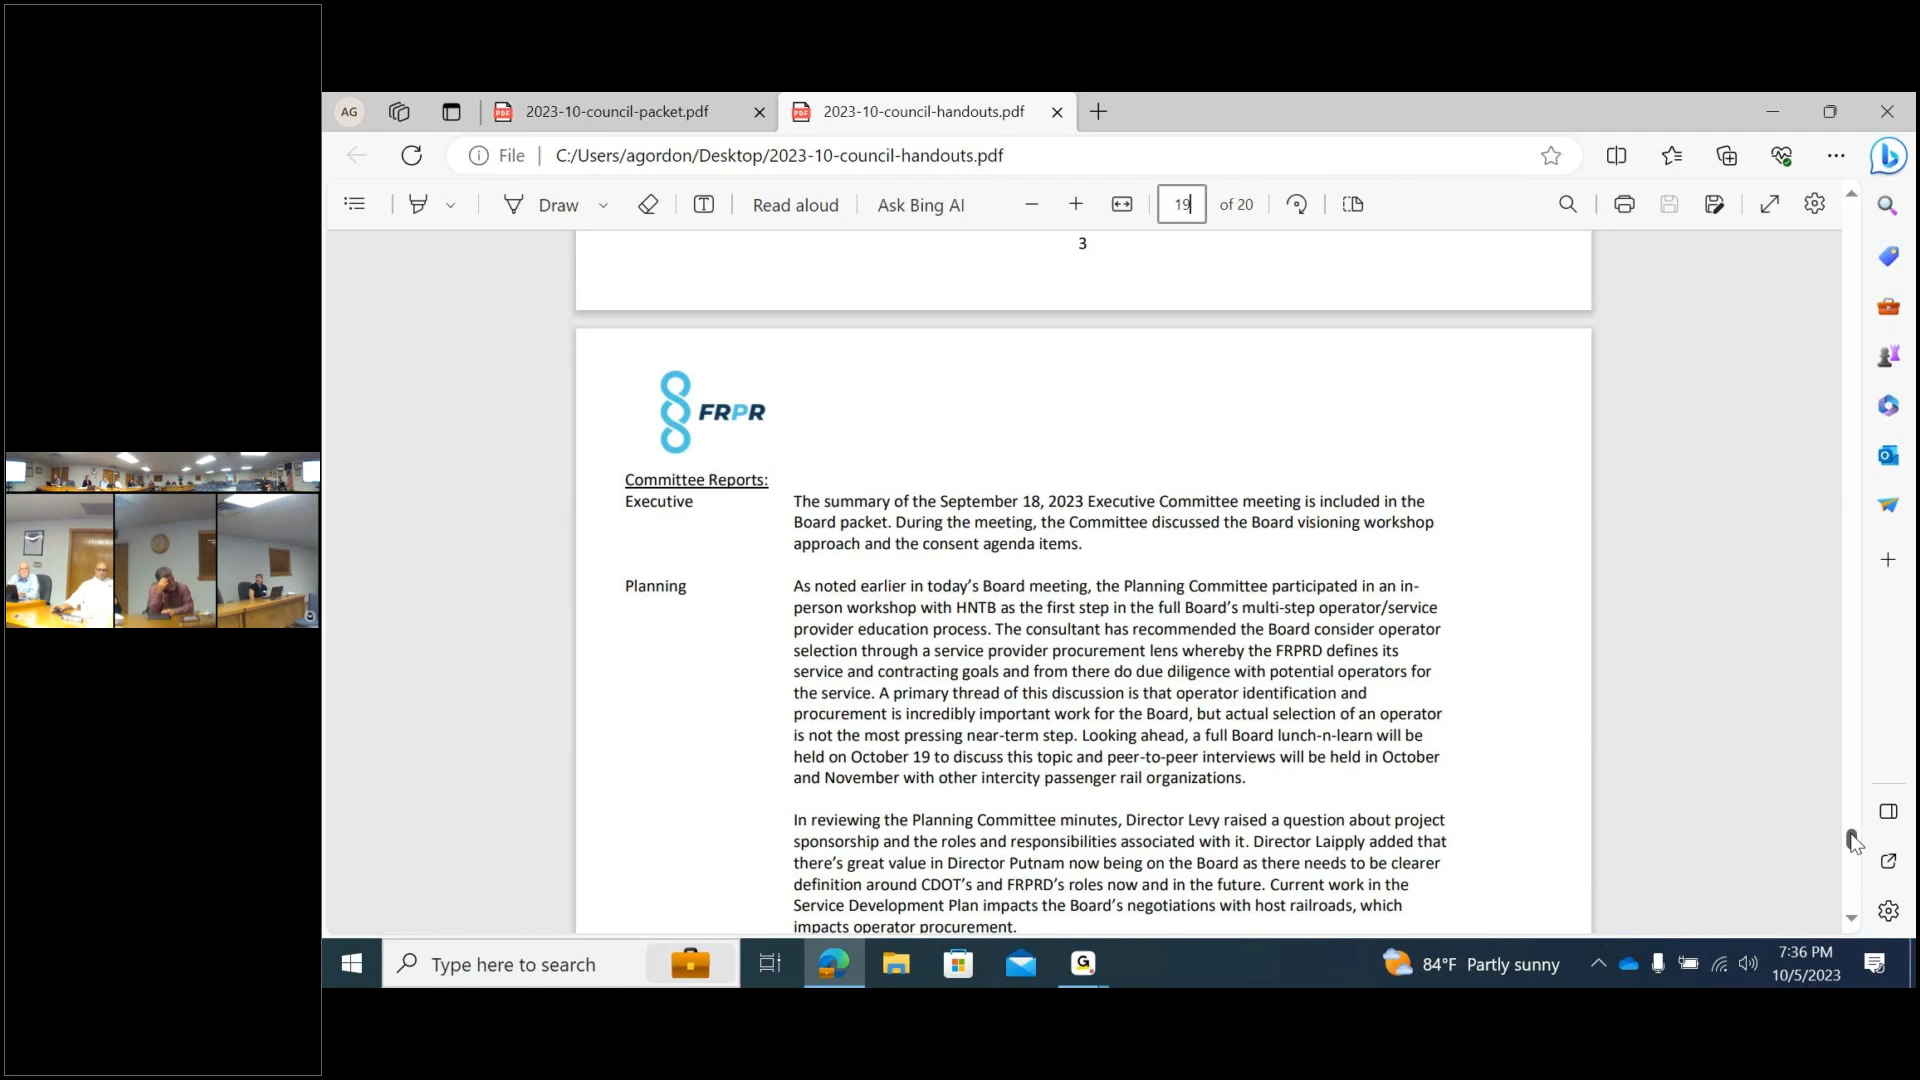 AG
2023-10-council-packet.pdf
2023-10-council-handouts.pdf
File
C:/Users/agordon/Desktop/2023-10-council-handouts.pdf
Draw
Read aloud
Ask Bing AI
19
of 20
3
FRPR
Committee Reports:
Executive
The summary of the September 18, 2023 Executive Committee meeting is included in the
Board packet. During the meeting, the Committee discussed the Board visioning workshop
approach and the consent agenda items.
Planning
As noted earlier in today's Board meeting, the Planning Committee participated in an in-
person workshop with HNTB as the first step in the full Board's multi-step operator/service
provider education process. The consultant has recommended the Board consider operator
selection through a service provider procurement lens whereby the FRPRD defines its
service and contracting goals and from there do due diligence with potential operators for
the service. A primary thread of this discussion is that operator identification and
procurement is incredibly important work for the Board, but actual selection of an operator
is not the most pressing near-term step. Looking ahead, a full Board lunch-n-learn will be
held on October 19 to discuss this topic and peer-to-peer interviews will be held in October
and November with other intercity passenger rail organizations.
In reviewing the Planning Committee minutes, Director Levy raised a question about project
sponsorship and the roles and responsibilities associated with it. Director Laipply added that
there's great value in Director Putnam now being on the Board as there needs to be clearer
definition around CDOT's and FRPRD's roles now and in the future. Current work in the
Service Development Plan impacts the Board's negotiations with host railroads, which
impacts operator procurement.
Type here to search
84°F Partly sunny
7:36 PM
10/5/2023